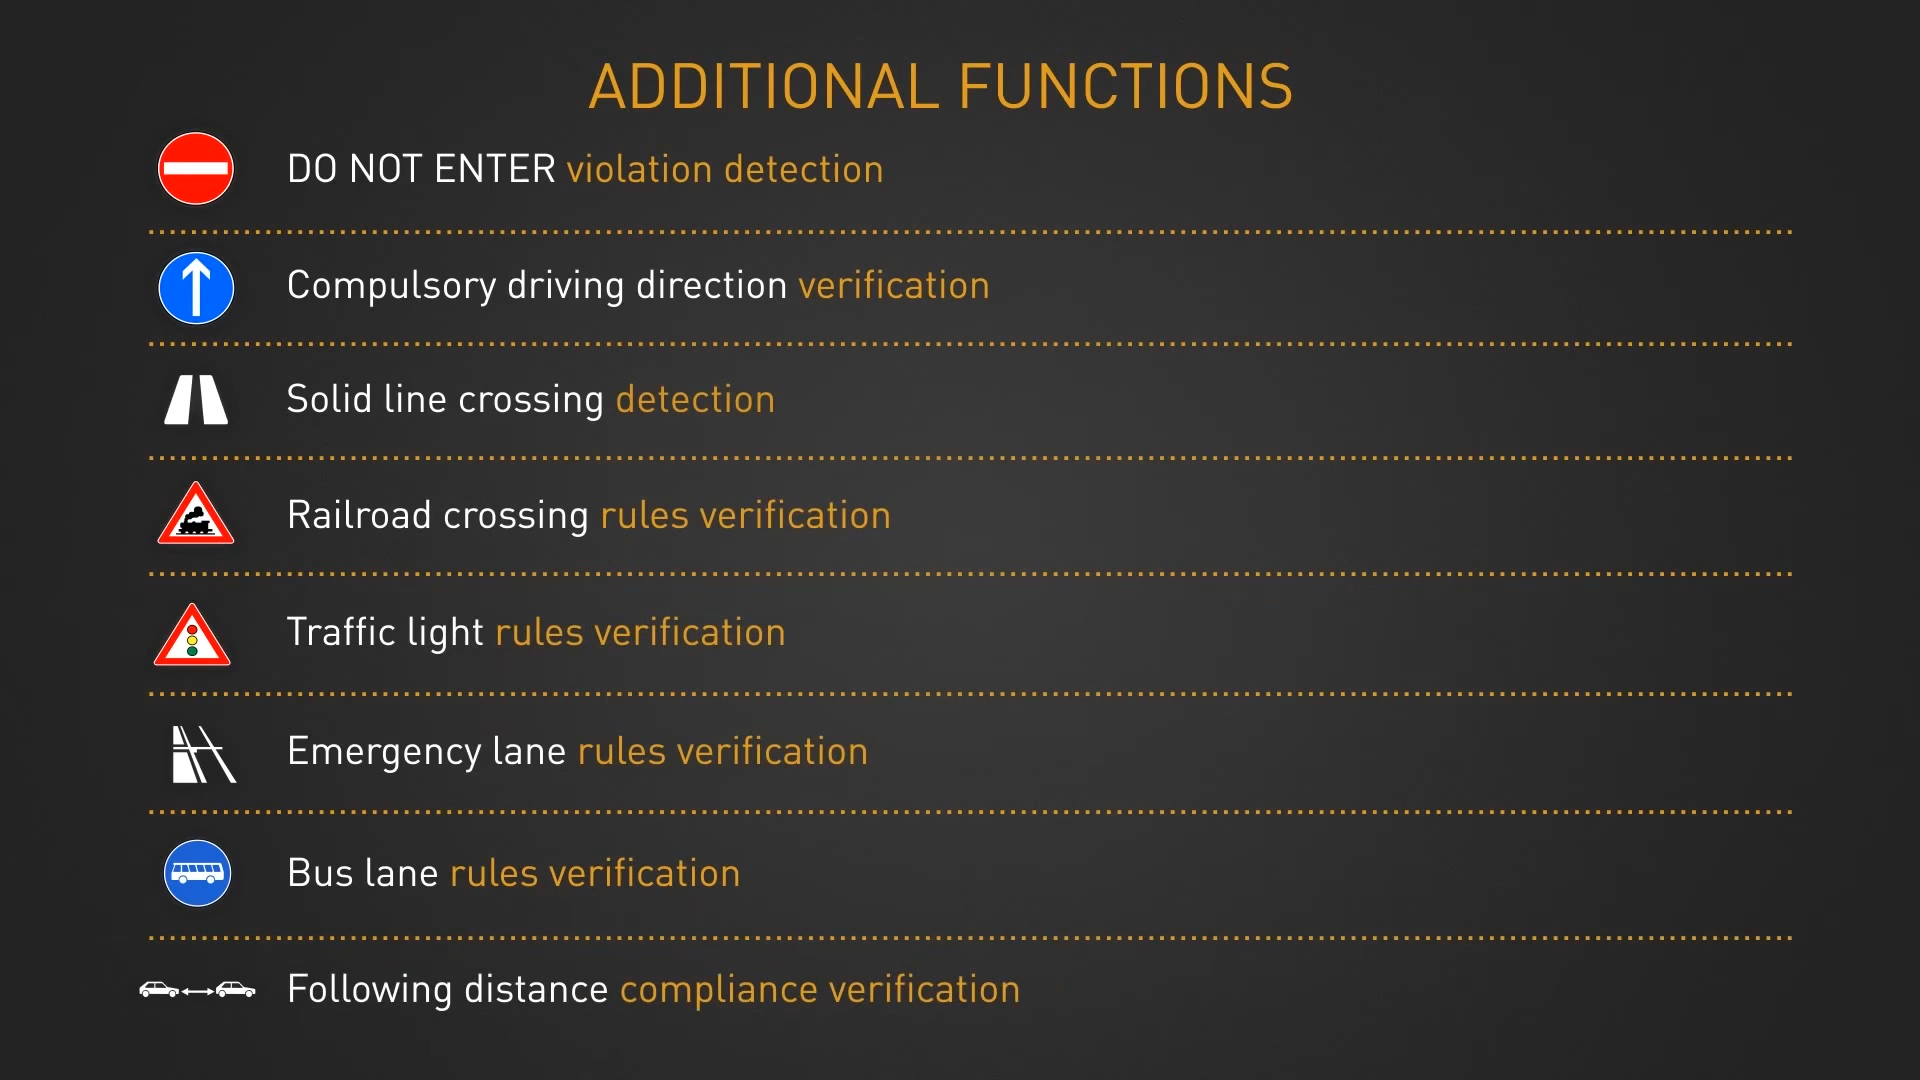 ADDITIONAL FUNCTIONS
DO NOT ENTER violation detection
Compulsory driving direction verification
Solid line crossing detection
Railroad crossing rules verification
Traffic light rules verification
Emergency lane rules verification
Bus lane rules verification
Following distance compliance verification